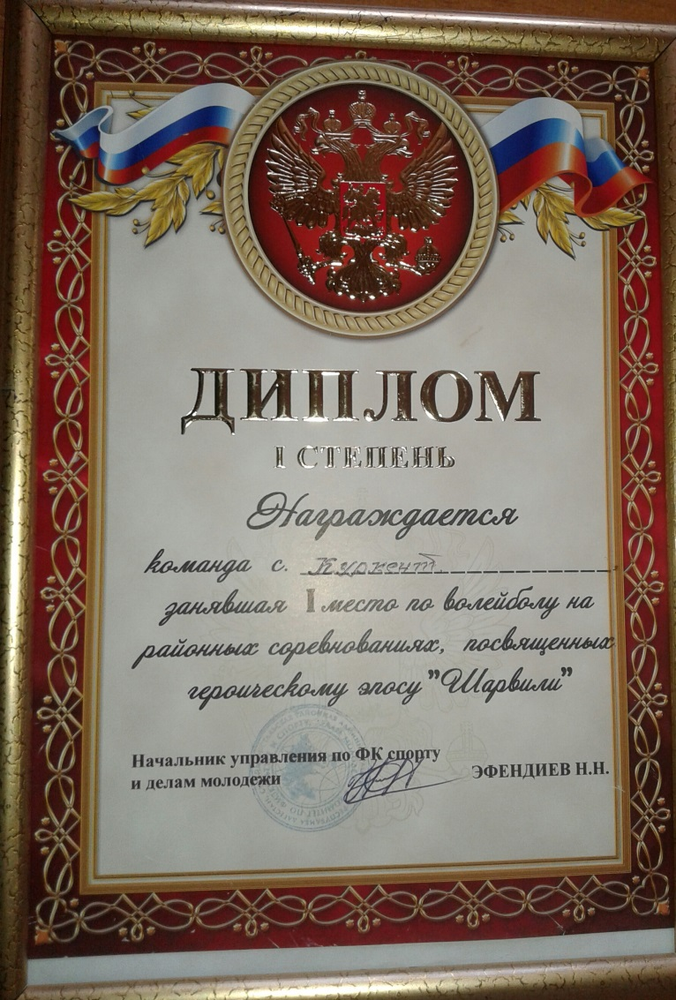 ДИПЛОМ
I СТЕПЕНЬ
Награждается
команда с. Куркент
занявшая I место по волейболу на
районных соревнованиях, посвященных
героическому эпосу "Шарвили"
Начальник управления по ФК спорту
и делам молодежи
ЭФЕНДИЕВ Н.Н.